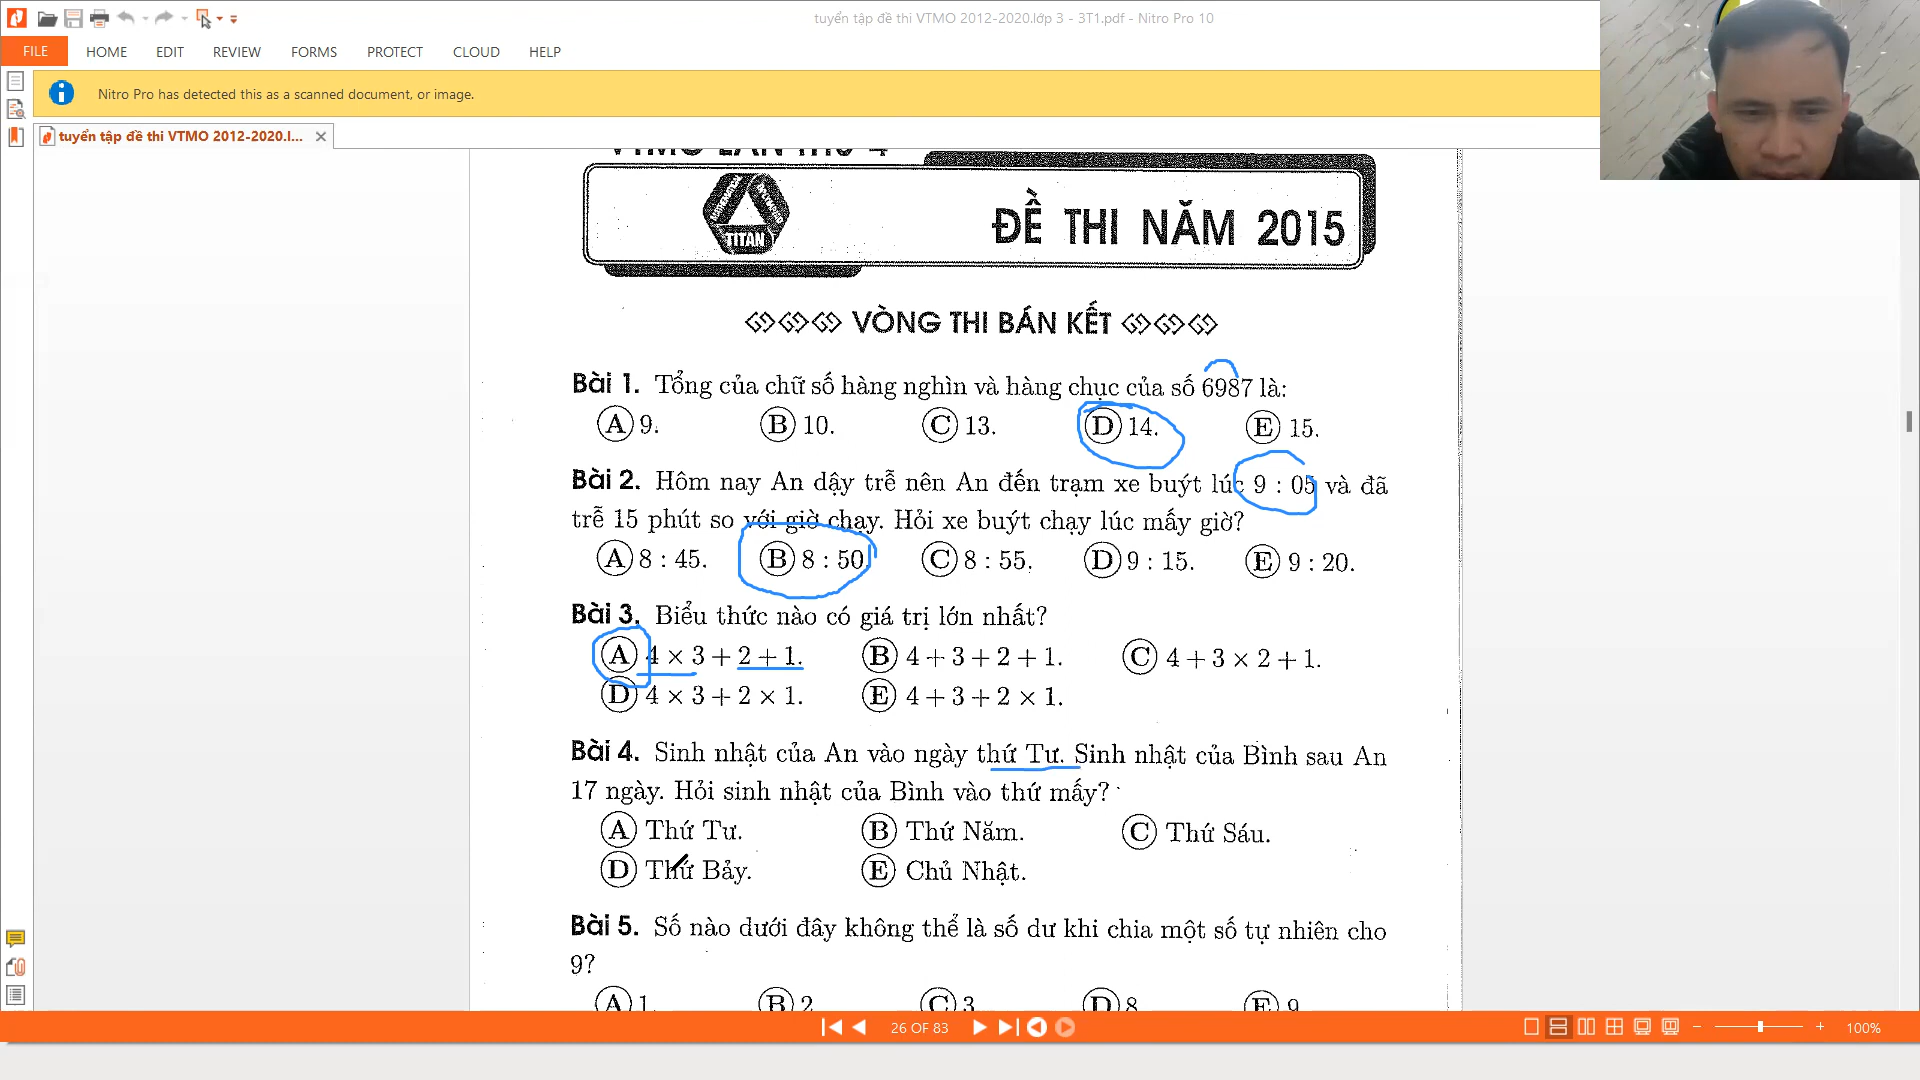 tuyển tập đề thi VTMO 2012-2020.lớp 3 - 3T1.pdf - Nitro Pro 10
FILE HOME EDIT REVIEW FORMS PROTECT CLOUD HELP
Nitro Pro has detected this as a scanned document, or image.
tuyển tập đề thi VTMO 2012-2020.l...
VTMO LẦN THỨ 4
TITAN
ĐỀ THI NĂM 2015
VÒNG THI BÁN KẾT
Bài 1. Tổng của chữ số hàng nghìn và hàng chục của số 6987 là:
A 9. B 10. C 13. D 14. E 15.
Bài 2. Hôm nay An dậy trễ nên An đến trạm xe buýt lúc 9 : 05 và đã
trễ 15 phút so với giờ chạy. Hỏi xe buýt chạy lúc mấy giờ?
A 8 : 45. B 8 : 50. C 8 : 55. D 9 : 15. E 9 : 20.
Bài 3. Biểu thức nào có giá trị lớn nhất?
A 4 × 3 + 2 + 1. B 4 + 3 + 2 + 1. C 4 + 3 × 2 + 1.
D 4 × 3 + 2 × 1. E 4 + 3 + 2 × 1.
Bài 4. Sinh nhật của An vào ngày thứ Tư. Sinh nhật của Bình sau An
17 ngày. Hỏi sinh nhật của Bình vào thứ mấy?
A Thứ Tư. B Thứ Năm. C Thứ Sáu.
D Thứ Bảy. E Chủ Nhật.
Bài 5. Số nào dưới đây không thể là số dư khi chia một số tự nhiên cho
9?
A 1 B 2 C 3 D 8 E 9
26 OF 83
100%